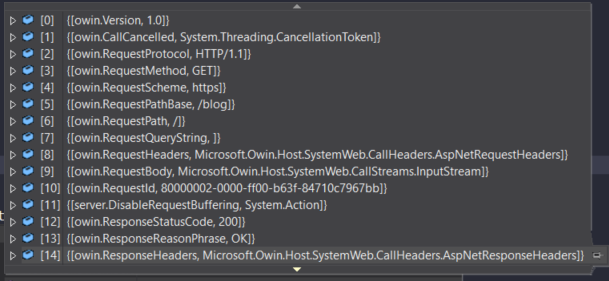 [0] {[owin.Version, 1.0]}
[1] {[owin.CallCancelled, System.Threading.CancellationToken]}
[2] {[owin.RequestProtocol, HTTP/1.1]}
[3] {[owin.RequestMethod, GET]}
[4] {[owin.RequestScheme, https]}
[5] {[owin.RequestPathBase, /blog]}
[6] {[owin.RequestPath, /]}
[7] {[owin.RequestQueryString, ]}
[8] {[owin.RequestHeaders, Microsoft.Owin.Host.SystemWeb.CallHeaders.AspNetRequestHeaders]}
[9] {[owin.RequestBody, Microsoft.Owin.Host.SystemWeb.CallStreams.InputStream]}
[10] {[owin.RequestId, 80000002-0000-ff00-b63f-84710c7967bb]}
[11] {[server.DisableRequestBuffering, System.Action]}
[12] {[owin.ResponseStatusCode, 200]}
[13] {[owin.ResponseReasonPhrase, OK]}
[14] {[owin.ResponseHeaders, Microsoft.Owin.Host.SystemWeb.CallHeaders.AspNetResponseHeaders]}